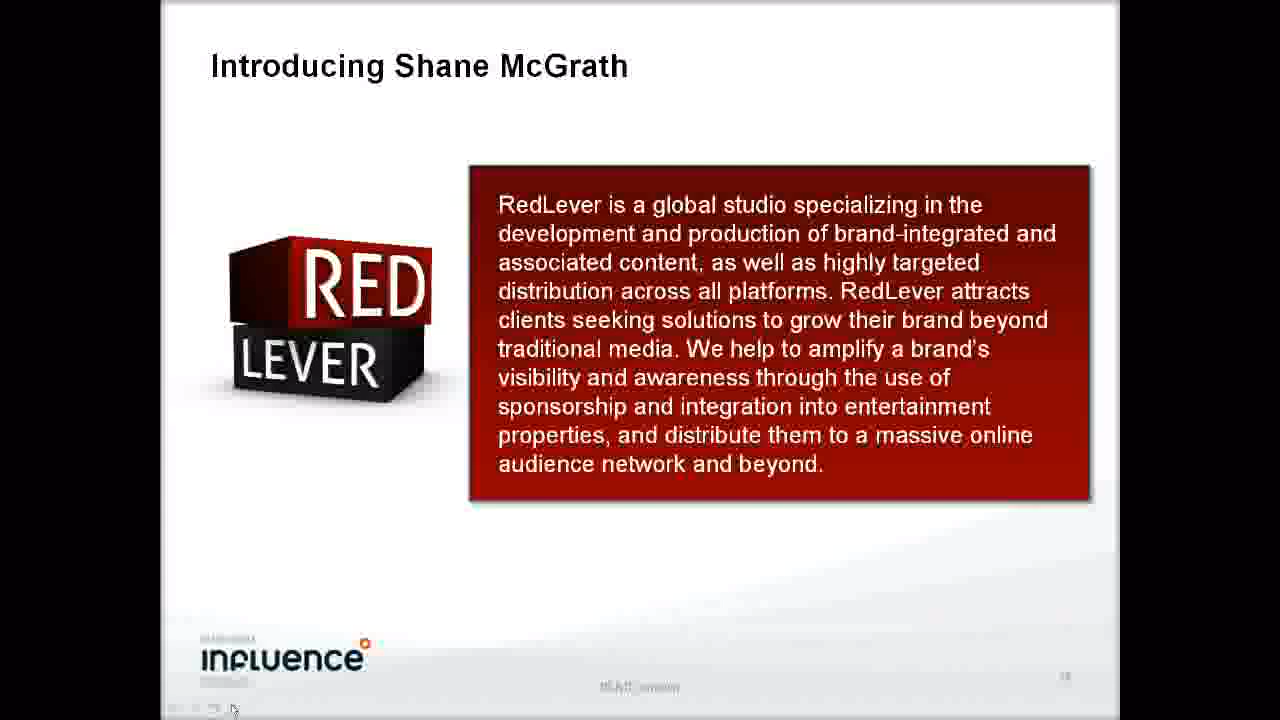 Introducing Shane McGrath
RedLever is a global studio specializing in the
development and production of brand-integrated and
associated content, as well as highly targeted
distribution across all platforms. RedLever attracts
clients seeking solutions to grow their brand beyond
traditional media. We help to amplify a brand's
visibility and awareness through the use of
sponsorship and integration into entertainment
properties, and distribute them to a massive online
audience network and beyond.
RED
LEVER
INFLUENCE